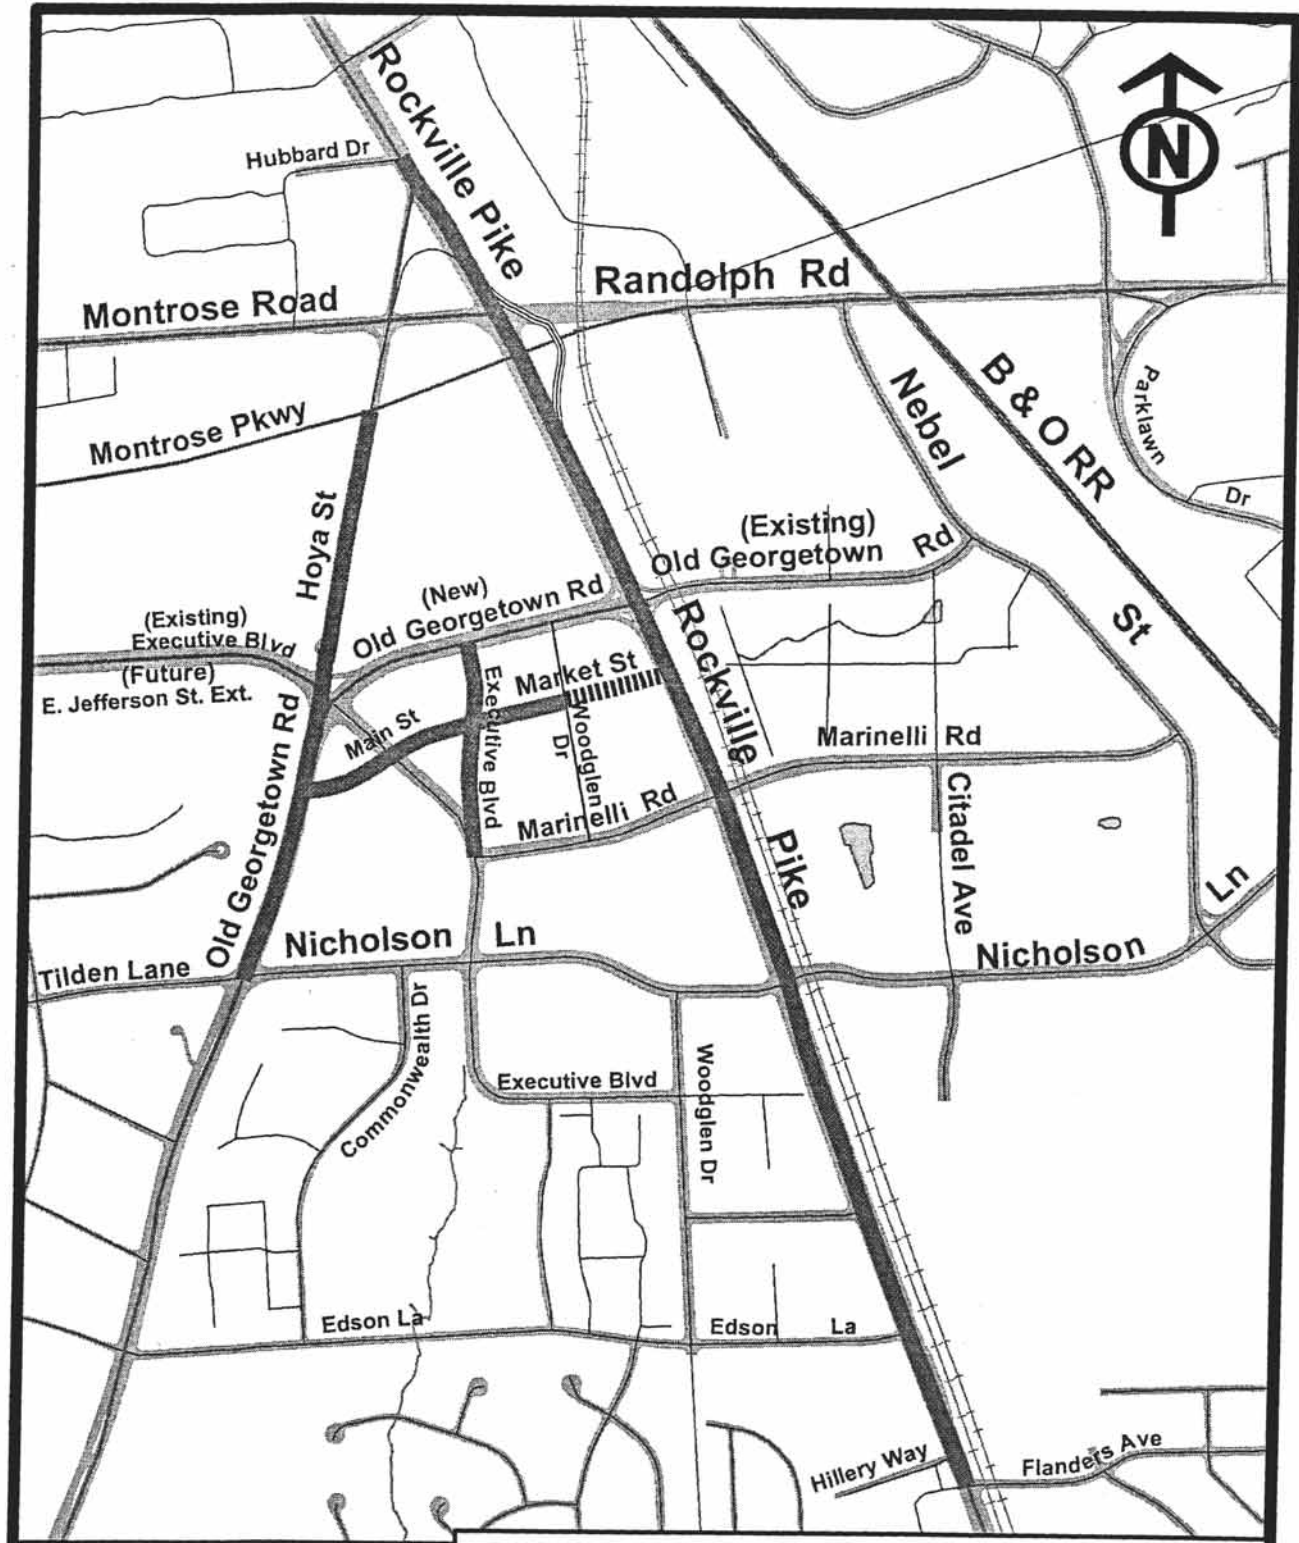 Rockville Pike
N
Hubbard Dr
Randolph Rd
Montrose Road
B & O RR
Parklawn
Dr
Nebel
St
Montrose Pkwy
Hoya St
(Existing)
Old Georgetown Rd
(New)
Old Georgetown Rd
(Existing)
Executive Blvd
(Future)
E. Jefferson St. Ext.
Rockville
Pike
Market St
Main St
Executive Blvd
Woodglen
Dr
Marinelli Rd
Marinelli Rd
Citadel Ave
Old Georgetown Rd
Nicholson Ln
Nicholson
Ln
Tilden Lane
Commonwealth Dr
Executive Blvd
Woodglen Dr
Edson La
Edson La
Hillery Way
Flanders Ave